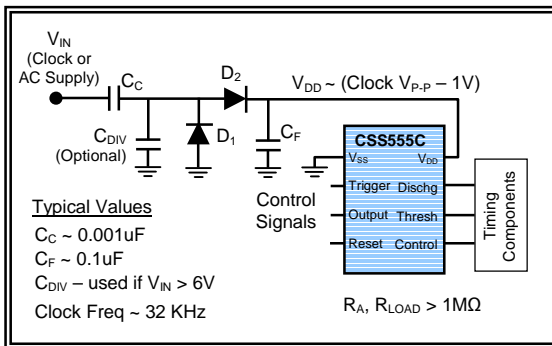 V_IN
(Clock or
AC Supply)
C_C
D_2
V_DD ~ (Clock V_P-P – 1V)
C_DIV
(Optional)
D_1
C_F
CSS555C
V_SS
V_DD
Trigger
Dischg
Output
Thresh
Reset
Control
Control
Signals
Timing
Components
Typical Values
C_C ~ 0.001uF
C_F ~ 0.1uF
C_DIV – used if V_IN > 6V
Clock Freq ~ 32 KHz
R_A, R_LOAD > 1MΩ